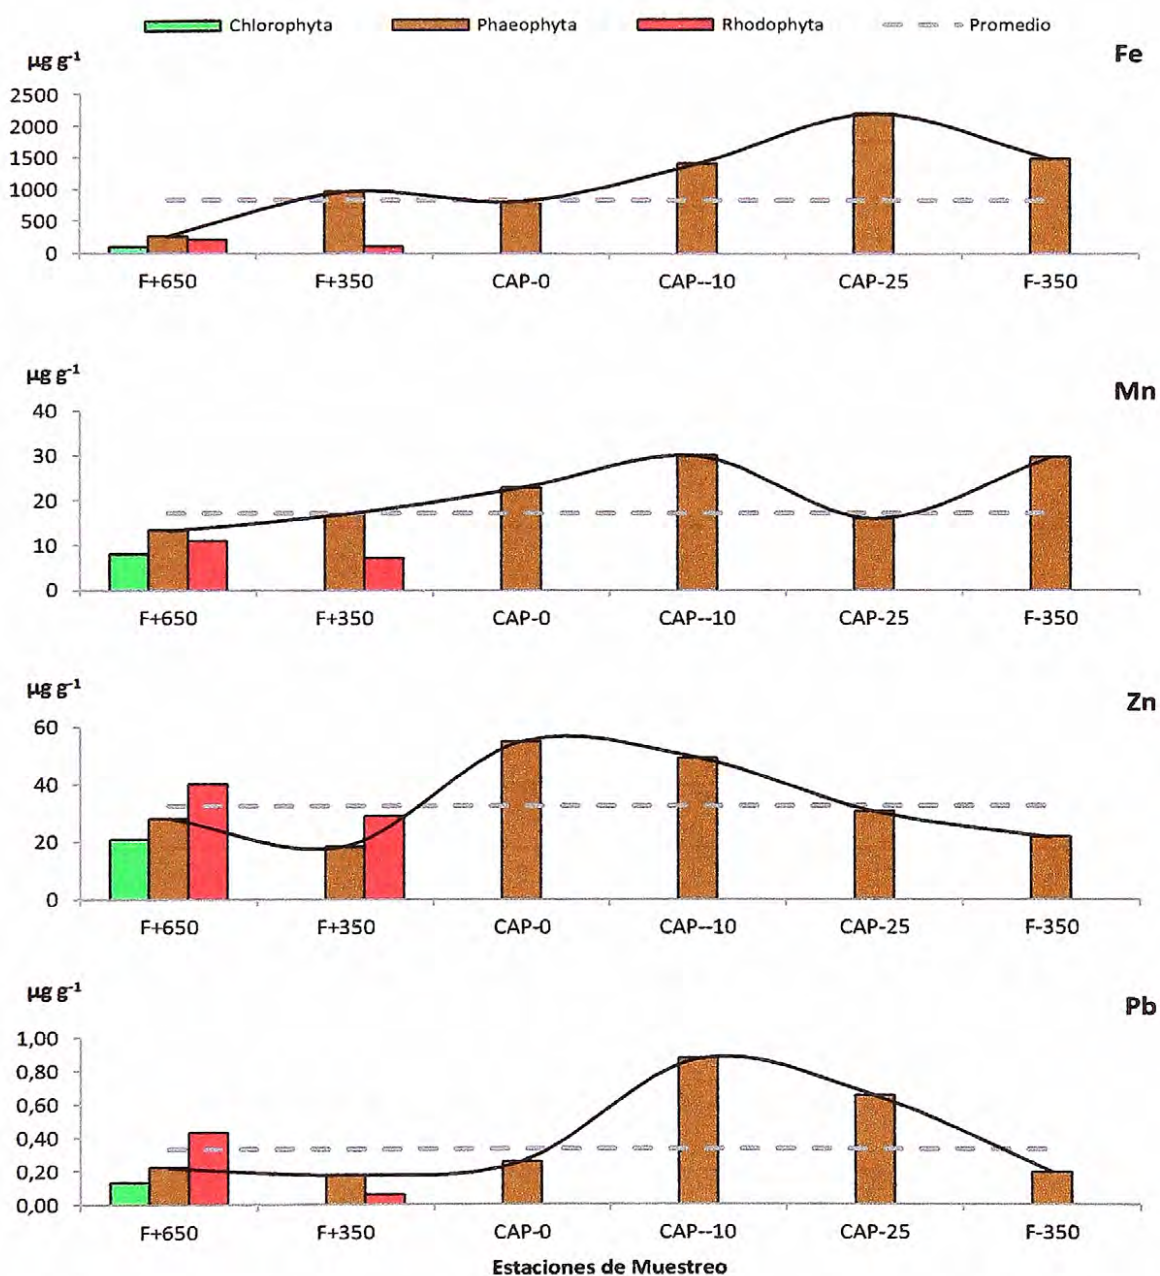 Chlorophyta Phaeophyta Rhodophyta Promedio
Fe
µg g⁻¹
2500
2000
1500
1000
500
0
F+650 F+350 CAP-0 CAP--10 CAP-25 F-350
Mn
µg g⁻¹
40
30
20
10
0
F+650 F+350 CAP-0 CAP--10 CAP-25 F-350
Zn
µg g⁻¹
60
40
20
0
F+650 F+350 CAP-0 CAP--10 CAP-25 F-350
Pb
µg g⁻¹
1,00
0,80
0,60
0,40
0,20
0,00
F+650 F+350 CAP-0 CAP--10 CAP-25 F-350
Estaciones de Muestreo